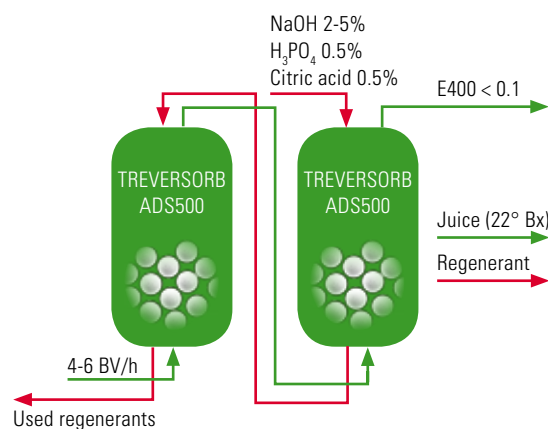 NaOH 2-5%
H₃PO₄ 0.5%
Citric acid 0.5%
E400 < 0.1
TREVERSORB
ADS500
TREVERSORB
ADS500
Juice (22° Bx)
Regenerant
4-6 BV/h
Used regenerants